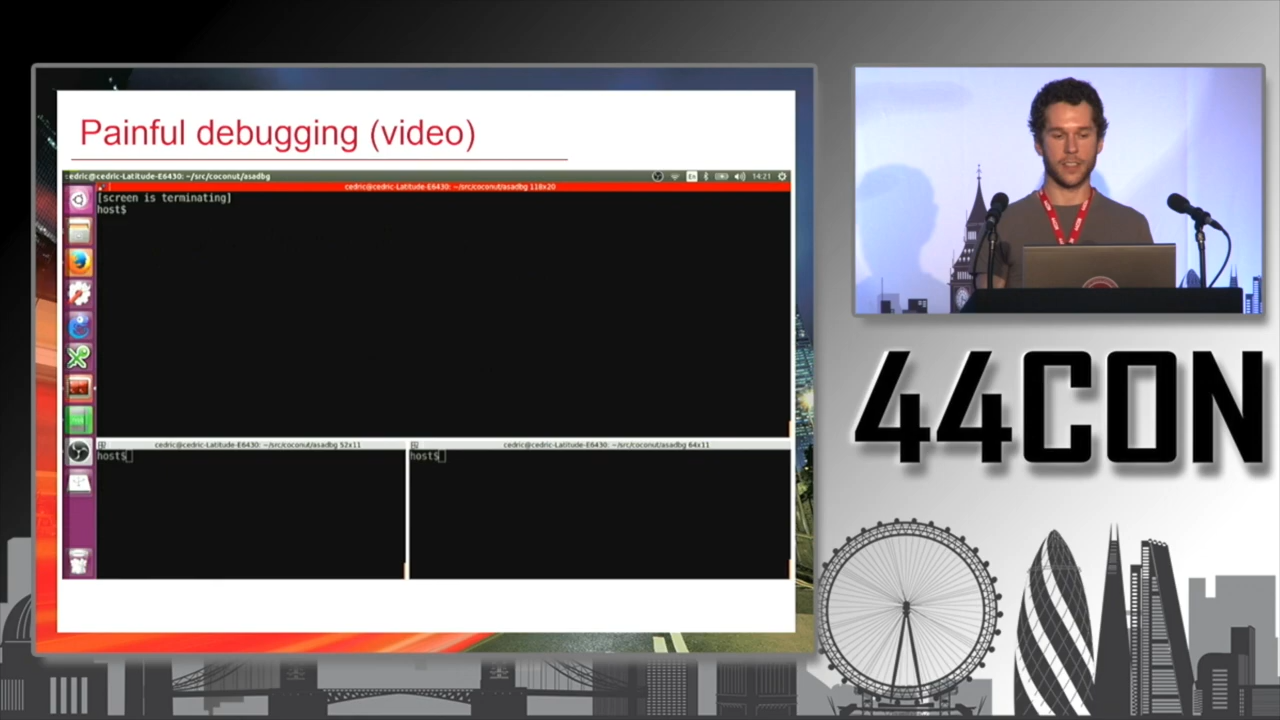 Painful debugging (video)
cedric@cedric-Latitude-E6430: ~/src/coconut/asadbg
En
14:21
cedric@cedric-Latitude-E6430: ~/src/coconut/asadbg 118x20
[screen is terminating]
host$
cedric@cedric-Latitude-E6430: ~/src/coconut/asadbg 52x11
cedric@cedric-Latitude-E6430: ~/src/coconut/asadbg 64x11
host$
host$
44CON